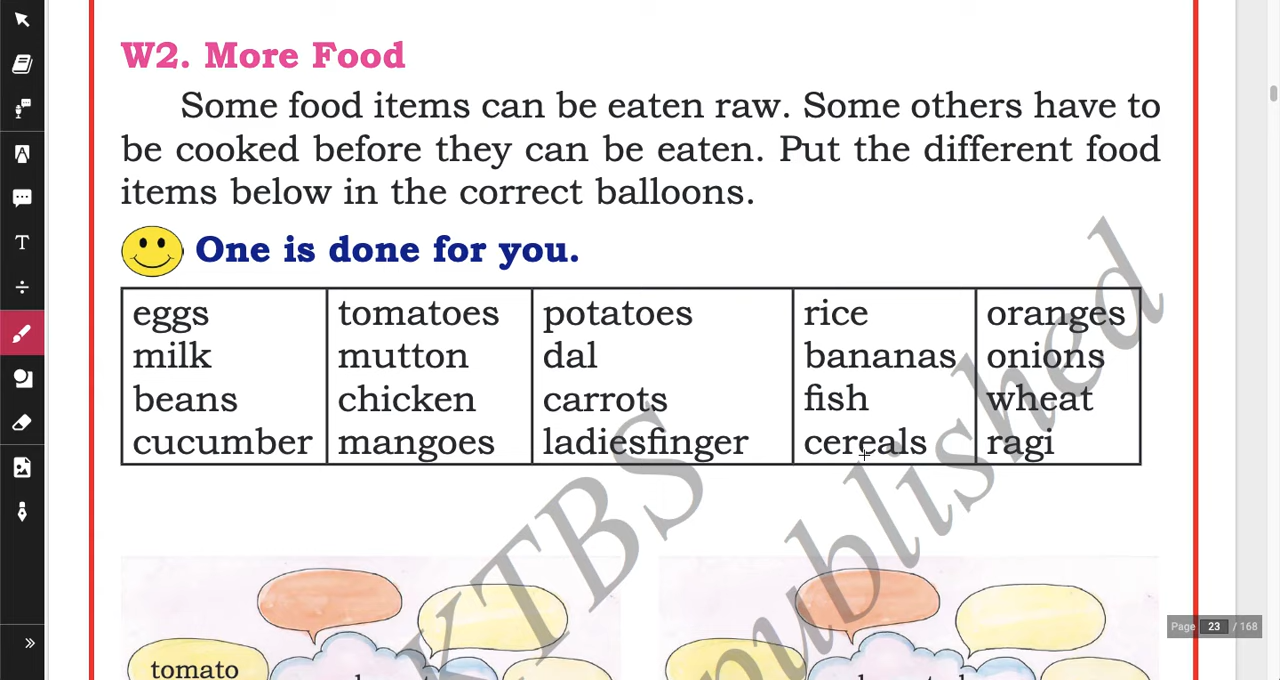 W2. More Food
Some food items can be eaten raw. Some others have to
be cooked before they can be eaten. Put the different food
items below in the correct balloons.
One is done for you.
eggs tomatoes potatoes rice oranges
milk mutton dal bananas onions
beans chicken carrots fish wheat
cucumber mangoes ladiesfinger cereals ragi
KTBS
published
Page 23 / 168
tomato